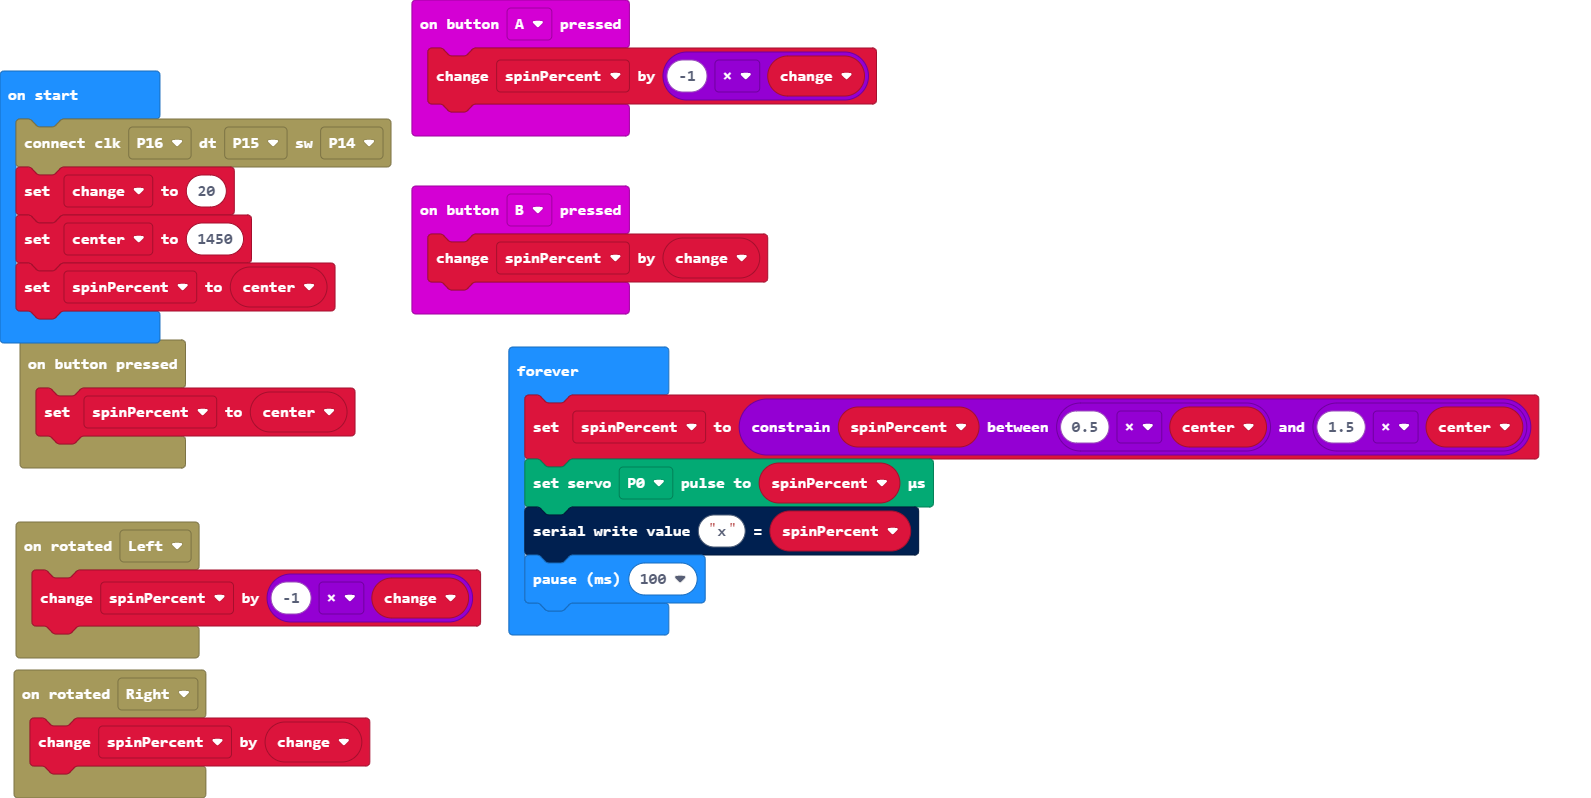 on start
connect clk P16 dt P15 sw P14
set change to 20
set center to 1450
set spinPercent to center
on button pressed
set spinPercent to center
on rotated Left
change spinPercent by -1 × change
on rotated Right
change spinPercent by change
on button A pressed
change spinPercent by -1 × change
on button B pressed
change spinPercent by change
forever
set spinPercent to constrain spinPercent between 0.5 × center and 1.5 × center
set servo P0 pulse to spinPercent µs
serial write value "x" = spinPercent
pause (ms) 100